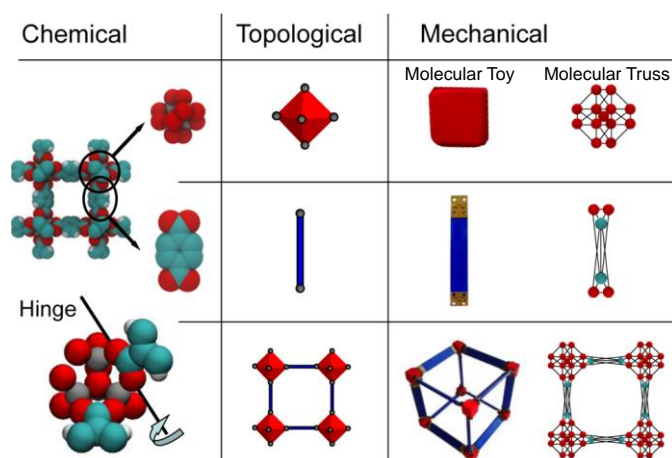 Chemical
Topological
Mechanical
Molecular Toy
Molecular Truss
Hinge